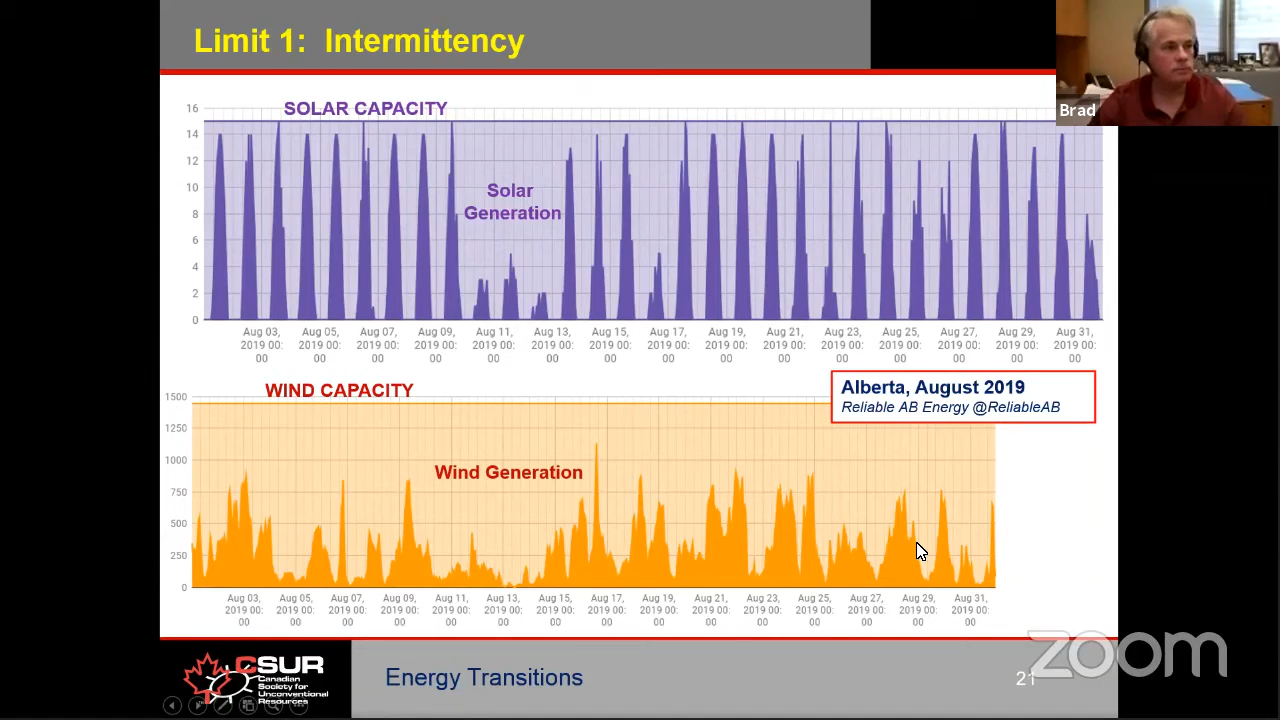 Limit 1: Intermittency
Brad
SOLAR CAPACITY
16
14
12
10
8
6
4
2
0
Solar
Generation
Aug 03, Aug 05, Aug 07, Aug 09, Aug 11, Aug 13, Aug 15, Aug 17, Aug 19, Aug 21, Aug 23, Aug 25, Aug 27, Aug 29, Aug 31,
2019 00: 2019 00: 2019 00: 2019 00: 2019 00: 2019 00: 2019 00: 2019 00: 2019 00: 2019 00: 2019 00: 2019 00: 2019 00: 2019 00: 2019 00:
00 00 00 00 00 00 00 00 00 00 00 00 00 00 00
WIND CAPACITY
Alberta, August 2019
Reliable AB Energy @ReliableAB
1500
1250
1000
750
500
250
0
Wind Generation
Aug 03, Aug 05, Aug 07, Aug 09, Aug 11, Aug 13, Aug 15, Aug 17, Aug 19, Aug 21, Aug 23, Aug 25, Aug 27, Aug 29, Aug 31,
2019 00: 2019 00: 2019 00: 2019 00: 2019 00: 2019 00: 2019 00: 2019 00: 2019 00: 2019 00: 2019 00: 2019 00: 2019 00: 2019 00: 2019 00:
00 00 00 00 00 00 00 00 00 00 00 00 00 00 00
CSUR
Canadian
Society for
Unconventional
Resources
Energy Transitions
21
zoom